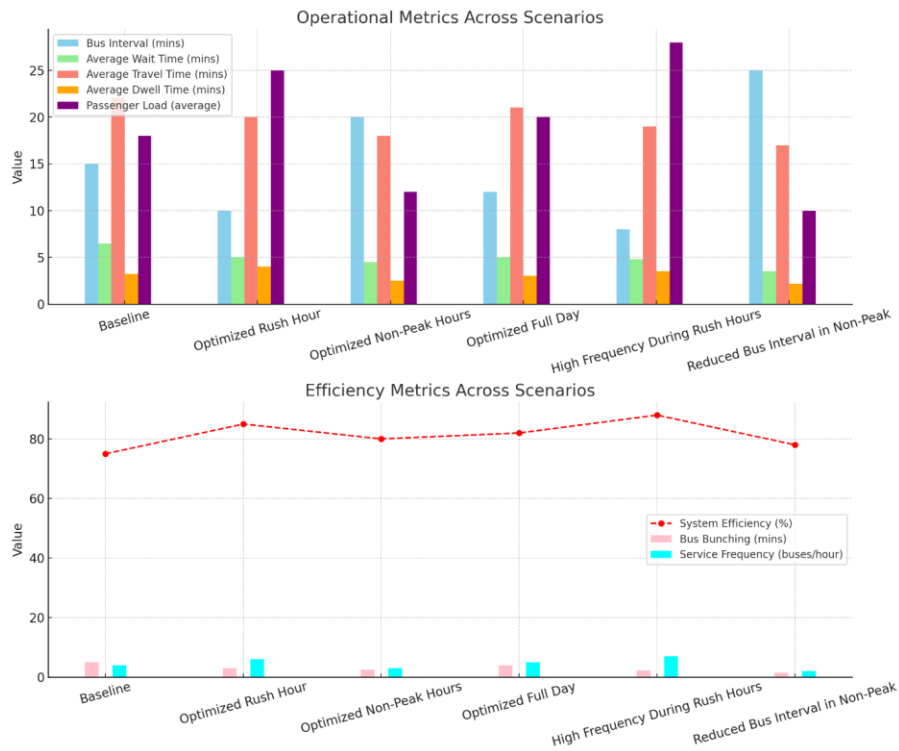 Operational Metrics Across Scenarios
Bus Interval (mins)
Average Wait Time (mins)
Average Travel Time (mins)
Average Dwell Time (mins)
Passenger Load (average)
Value
25
20
15
10
5
0
Baseline
Optimized Rush Hour
Optimized Non-Peak Hours
Optimized Full Day
High Frequency During Rush Hours
Reduced Bus Interval in Non-Peak
Efficiency Metrics Across Scenarios
System Efficiency (%)
Bus Bunching (mins)
Service Frequency (buses/hour)
Value
80
60
40
20
0
Baseline
Optimized Rush Hour
Optimized Non-Peak Hours
Optimized Full Day
High Frequency During Rush Hours
Reduced Bus Interval in Non-Peak